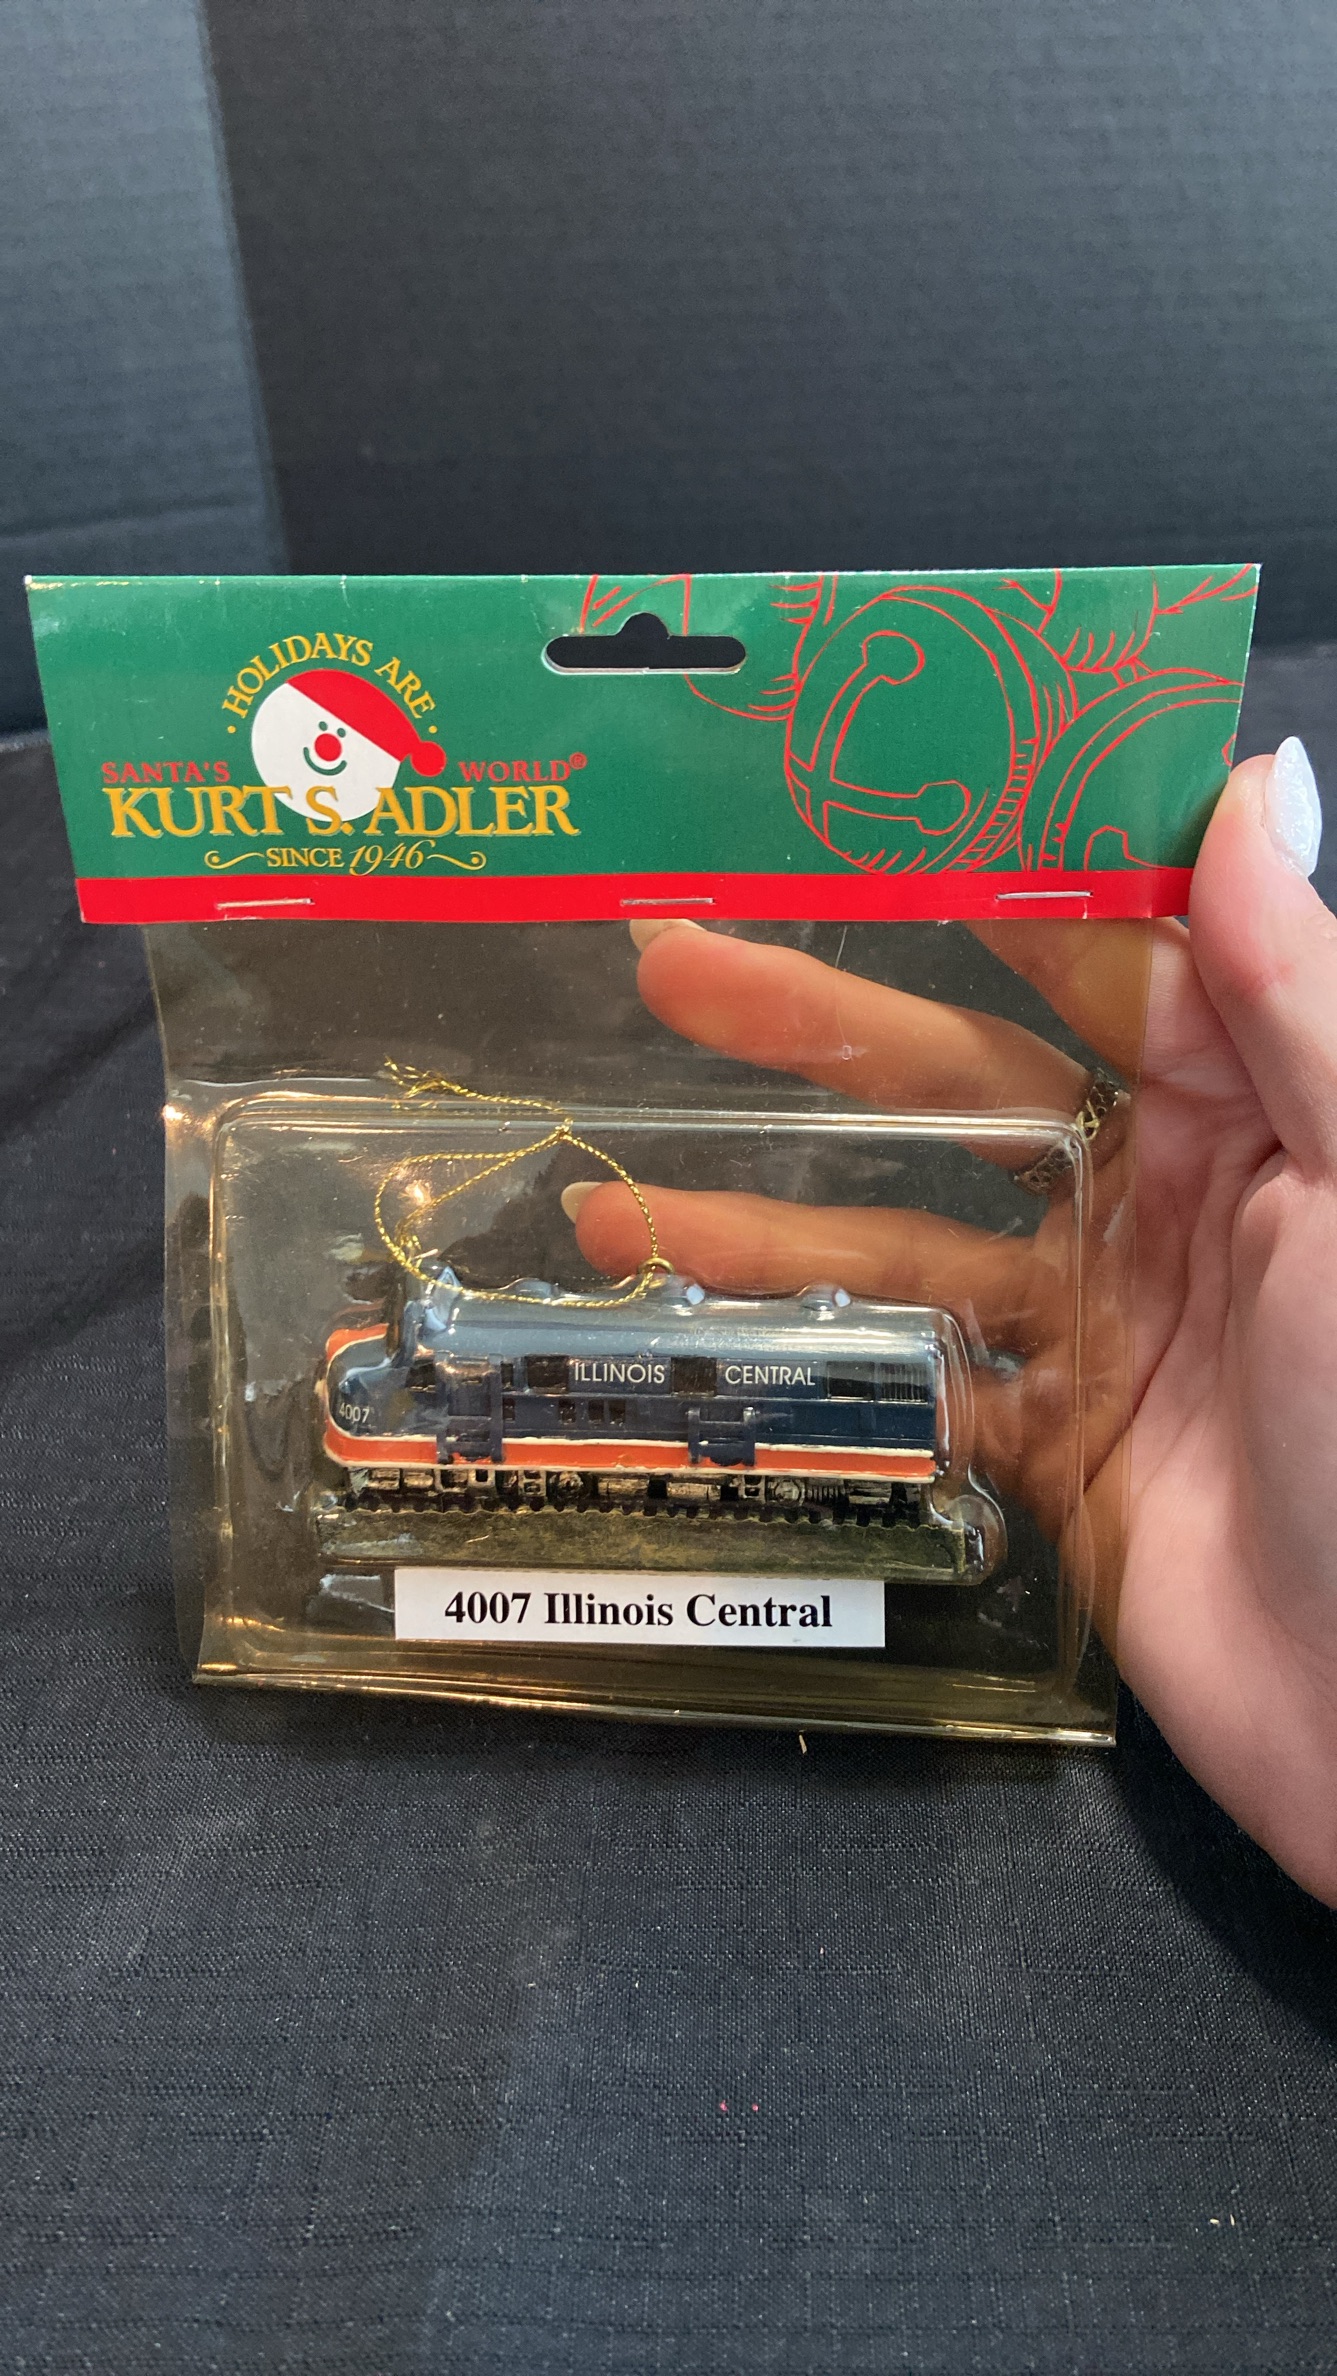 · HOLIDAYS ARE ·
SANTA'S WORLD®
KURT S. ADLER
SINCE 1946
ILLINOIS CENTRAL
4007
4007 Illinois Central